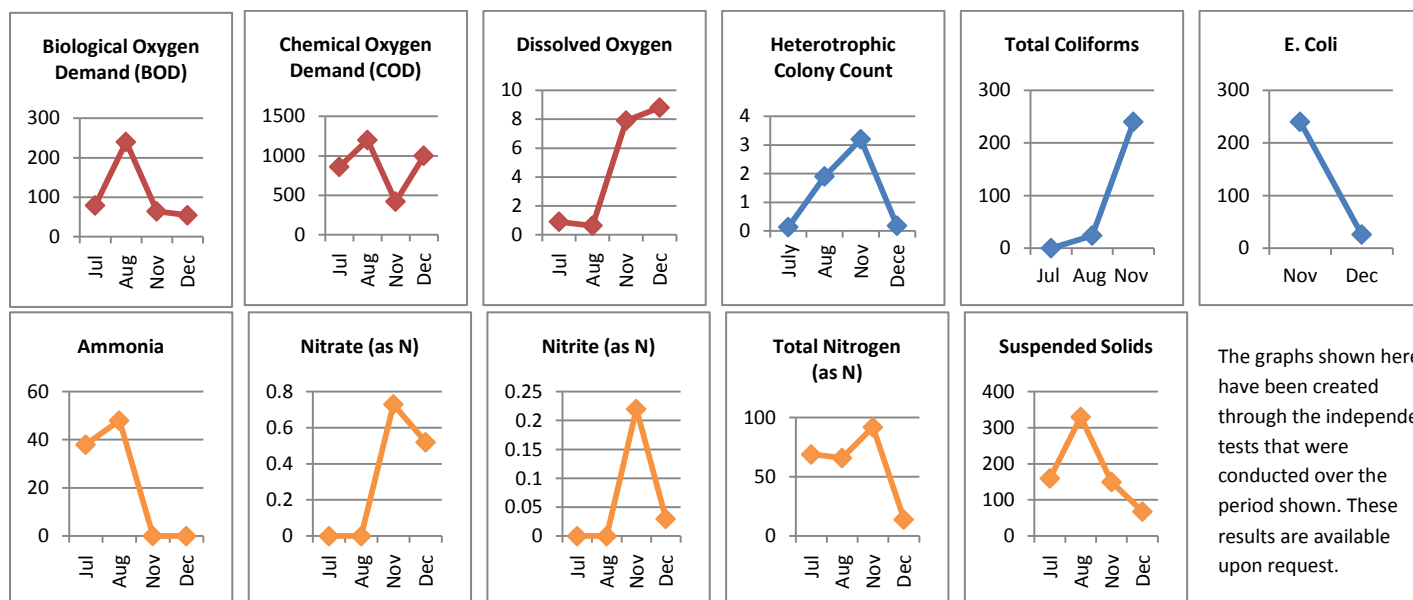 Biological Oxygen
Demand (BOD)
300
200
100
0
Jul
Aug
Nov
Dec
Chemical Oxygen
Demand (COD)
1500
1000
500
0
Jul
Aug
Nov
Dec
Dissolved Oxygen
10
8
6
4
2
0
Jul
Aug
Nov
Dec
Heterotrophic
Colony Count
4
3
2
1
0
July
Aug
Nov
Dece
Total Coliforms
300
200
100
0
Jul Aug Nov
E. Coli
300
200
100
0
Nov Dec
Ammonia
60
40
20
0
Jul
Aug
Nov
Dec
Nitrate (as N)
0.8
0.6
0.4
0.2
0
Jul
Aug
Nov
Dec
Nitrite (as N)
0.25
0.2
0.15
0.1
0.05
0
Jul
Aug
Nov
Dec
Total Nitrogen
(as N)
100
50
0
Jul
Aug
Nov
Dec
Suspended Solids
400
300
200
100
0
Jul
Aug
Nov
Dec
The graphs shown here
have been created
through the independe
tests that were
conducted over the
period shown. These
results are available
upon request.